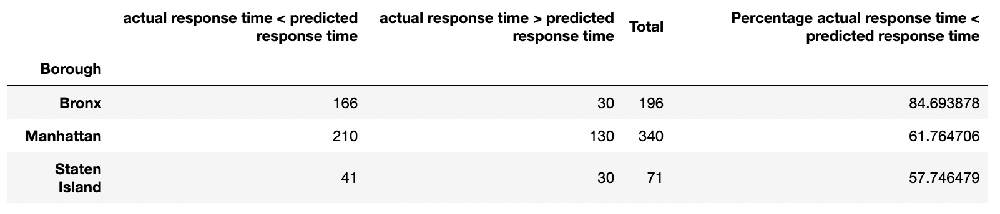 actual response time < predicted response time
actual response time > predicted response time
Total
Percentage actual response time < predicted response time
Borough
Bronx 166 30 196 84.693878
Manhattan 210 130 340 61.764706
Staten Island 41 30 71 57.746479